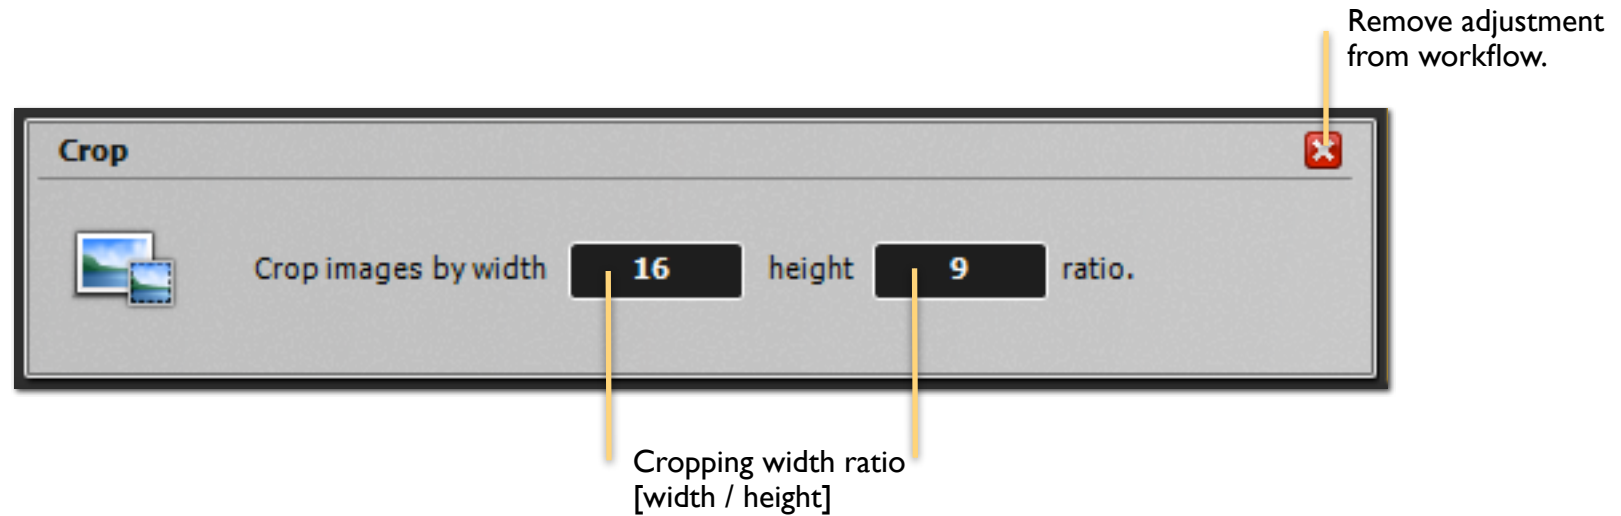 Remove adjustment
from workflow.
Crop
Crop images by width 16 height 9 ratio.
Cropping width ratio
[width / height]